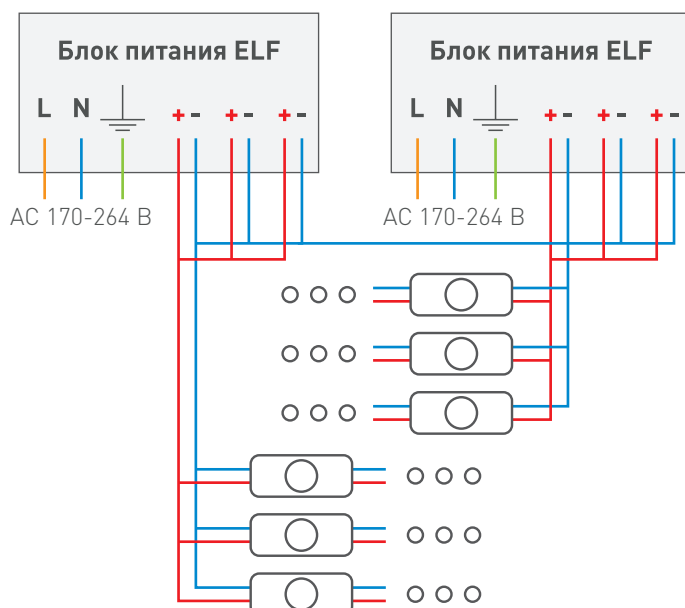 Блок питания ELF
L N + - + - + -
AC 170-264 В
Блок питания ELF
L N + - + - + -
AC 170-264 В